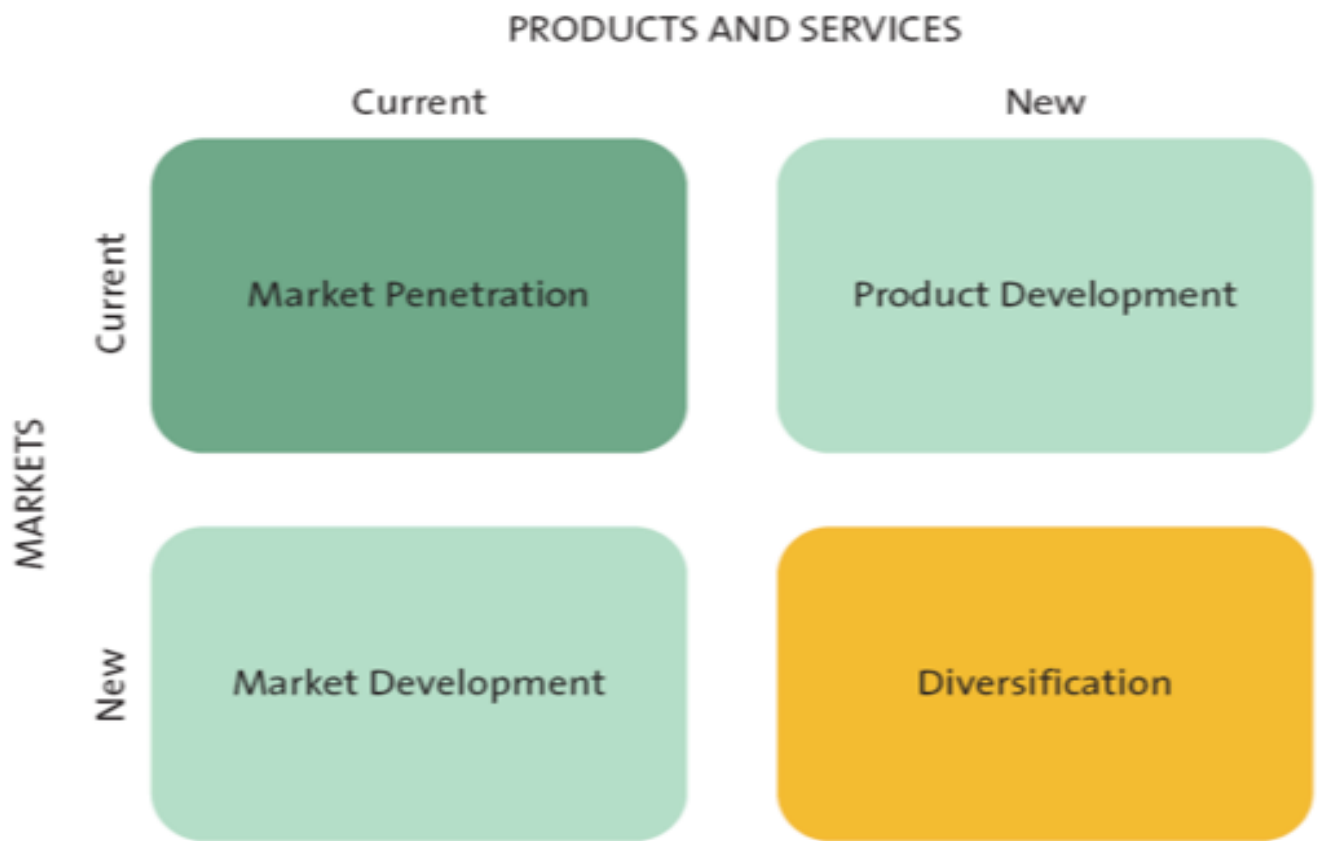 PRODUCTS AND SERVICES
Current
New
Current
Market Penetration
Product Development
MARKETS
New
Market Development
Diversification